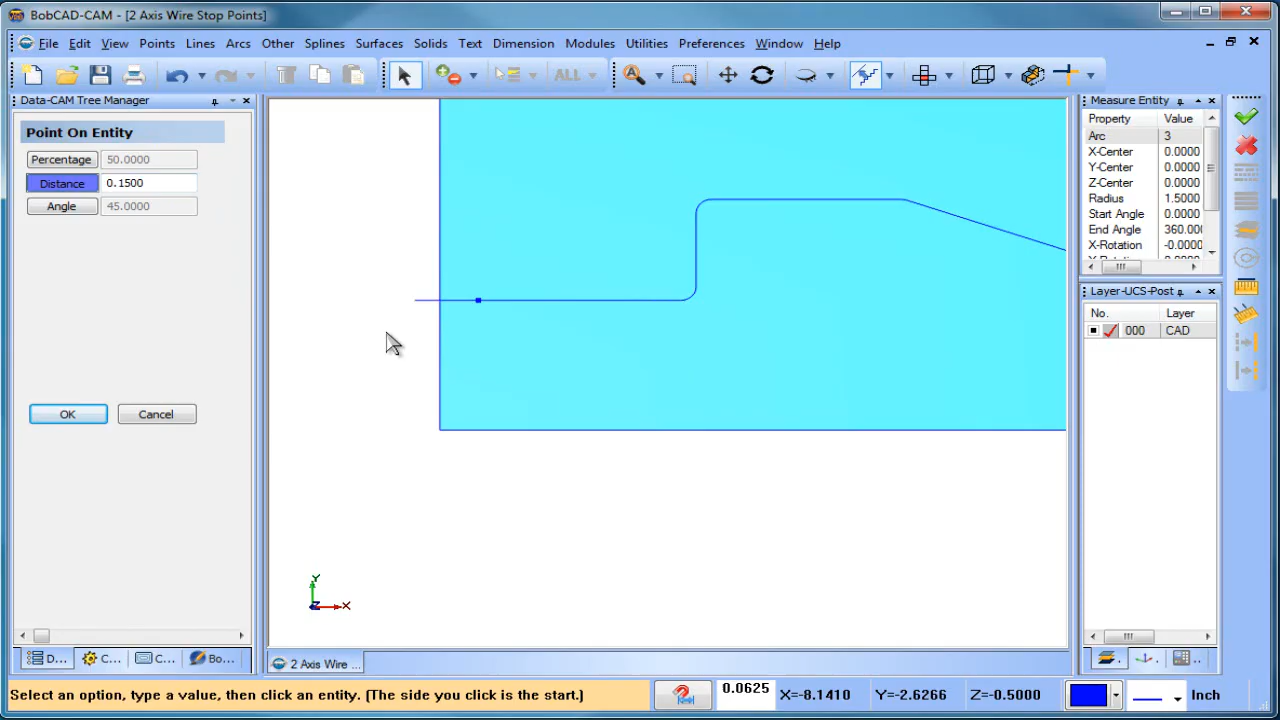 BobCAD-CAM - [2 Axis Wire Stop Points]
File Edit View Points Lines Arcs Other Splines Surfaces Solids Text Dimension Modules Utilities Preferences Window Help
ALL
Data-CAM Tree Manager
Point On Entity
Percentage 50.0000
Distance 0.1500
Angle 45.0000
OK Cancel
D... C... C... Bo...
Y
Z X
2 Axis Wire ...
Measure Entity
Property Value
Arc 3
X-Center 0.0000
Y-Center 0.0000
Z-Center 0.0000
Radius 1.5000
Start Angle 0.0000
End Angle 360.000
X-Rotation -0.0000
Layer-UCS-Post
No. Layer
000 CAD
Select an option, type a value, then click an entity. (The side you click is the start.)
0.0625 X=-8.1410 Y=-2.6266 Z=-0.5000 Inch